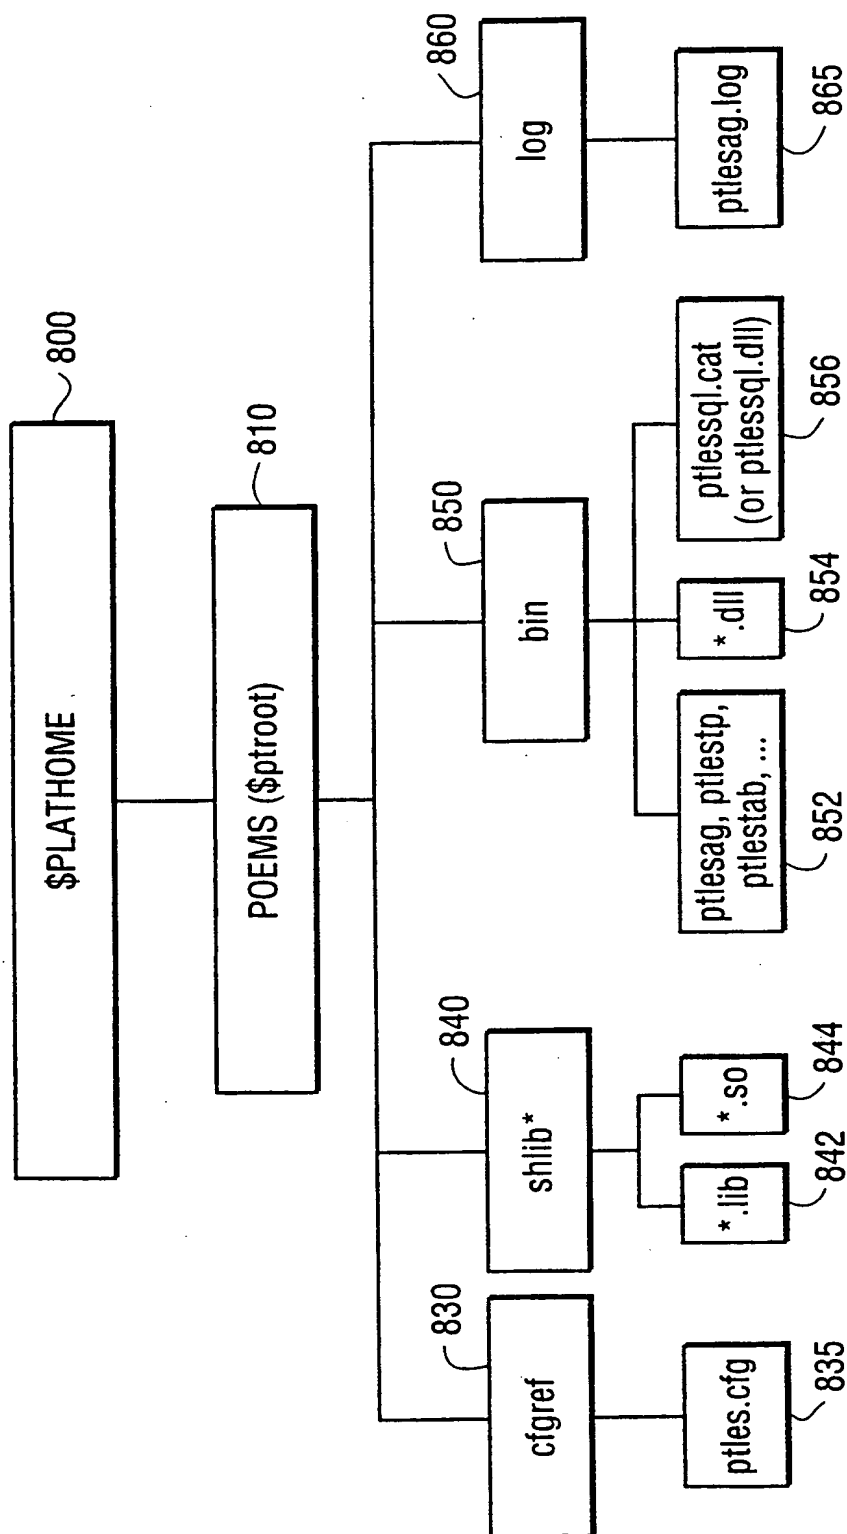 $PLATHOME
800
POEMS ($ptroot)
810
cfgref
830
shlib*
840
bin
850
log
860
ptles.cfg
835
*.lib
842
*.so
844
ptlesag, ptlestp,
ptlestab, ...
852
*.dll
854
ptlessql.cat
(or ptlessql.dll)
856
ptlesag.log
865